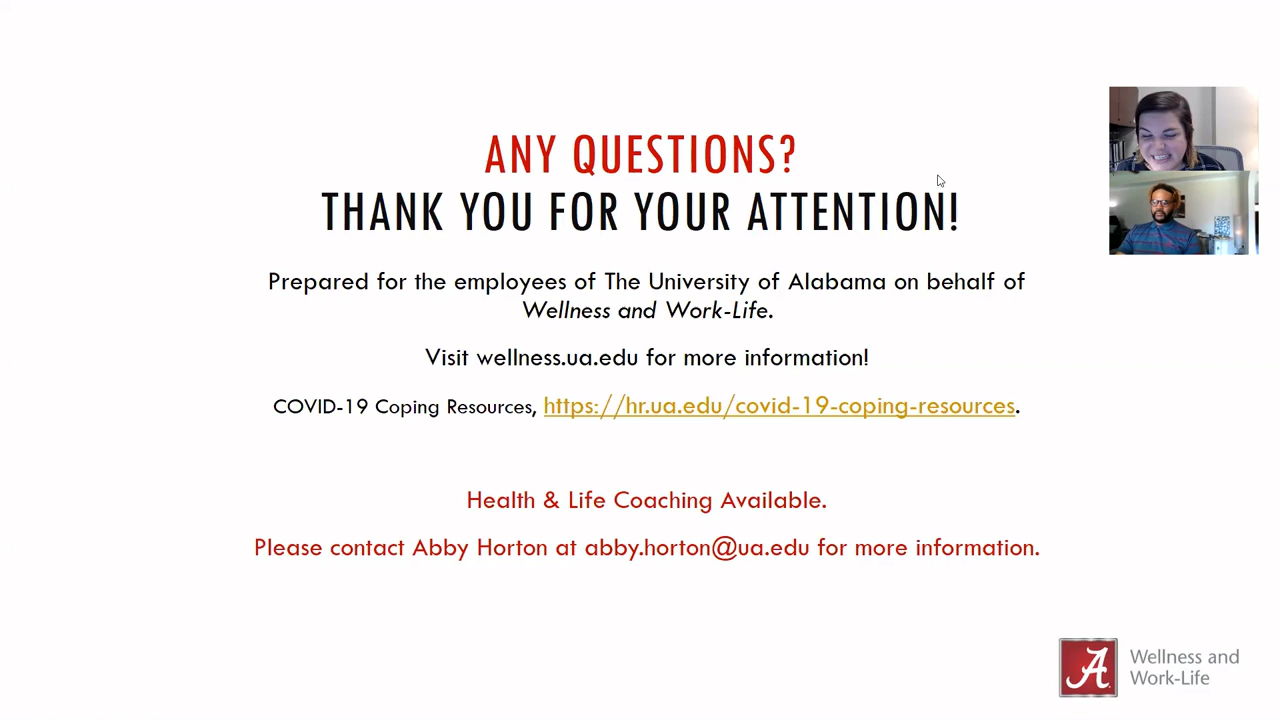 ANY QUESTIONS?
THANK YOU FOR YOUR ATTENTION!
Prepared for the employees of The University of Alabama on behalf of
Wellness and Work-Life.
Visit wellness.ua.edu for more information!
COVID-19 Coping Resources, https://hr.ua.edu/covid-19-coping-resources.
Health & Life Coaching Available.
Please contact Abby Horton at abby.horton@ua.edu for more information.
A
Wellness and
Work-Life